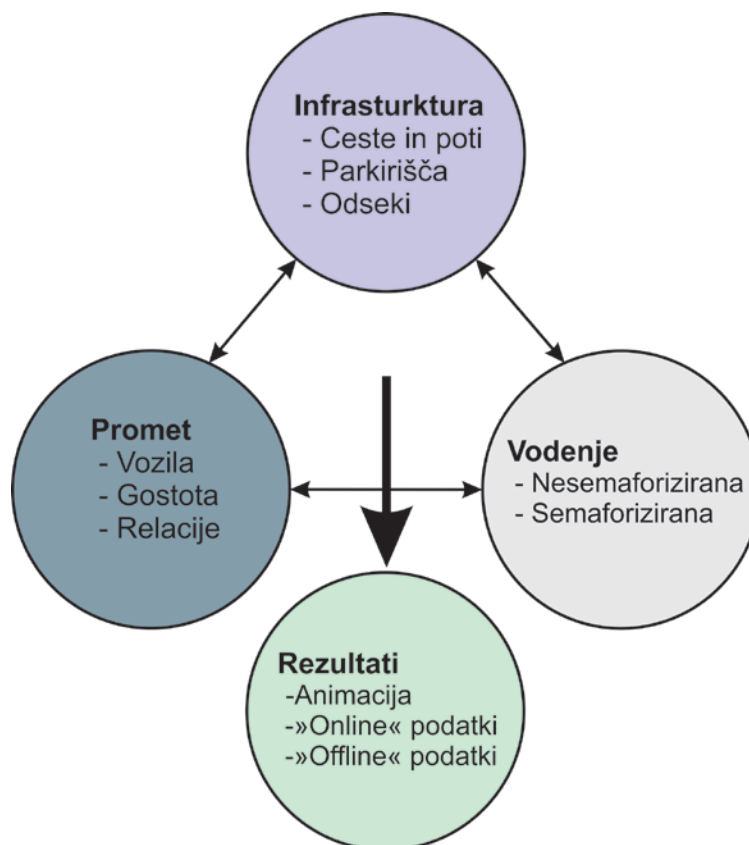 Infrasturktura
- Ceste in poti
- Parkirišča
- Odseki
Promet
- Vozila
- Gostota
- Relacije
Vodenje
- Nesemaforizirana
- Semaforizirana
Rezultati
-Animacija
-»Online« podatki
-»Offline« podatki